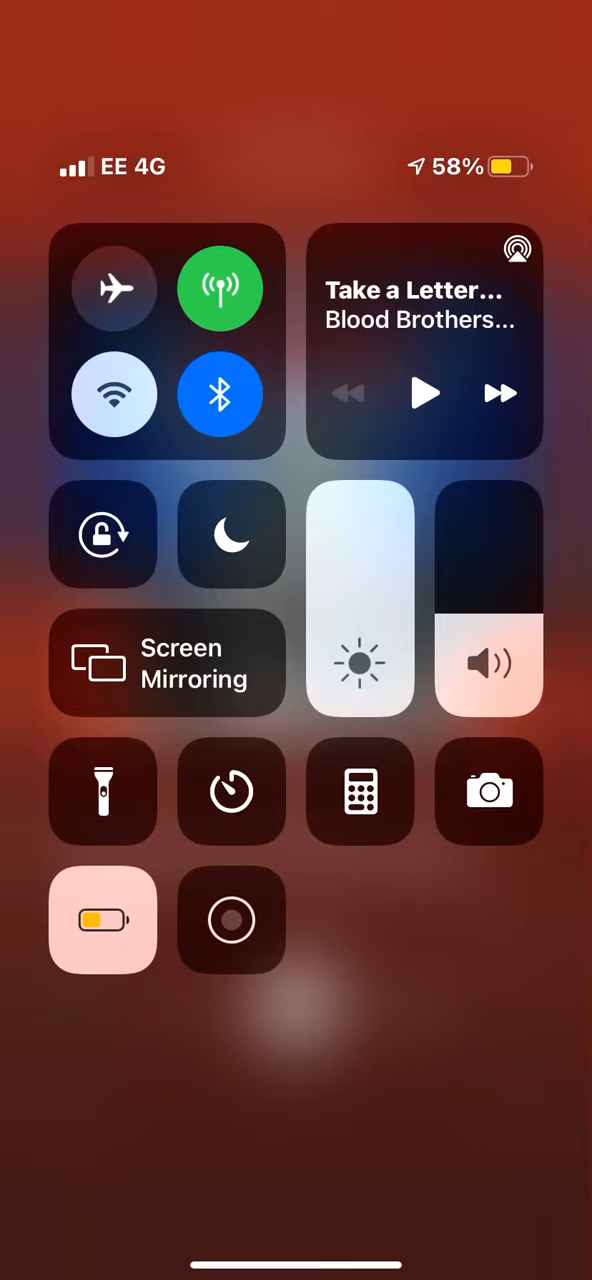 EE 4G
58%
Take a Letter...
Blood Brothers...
Screen
Mirroring